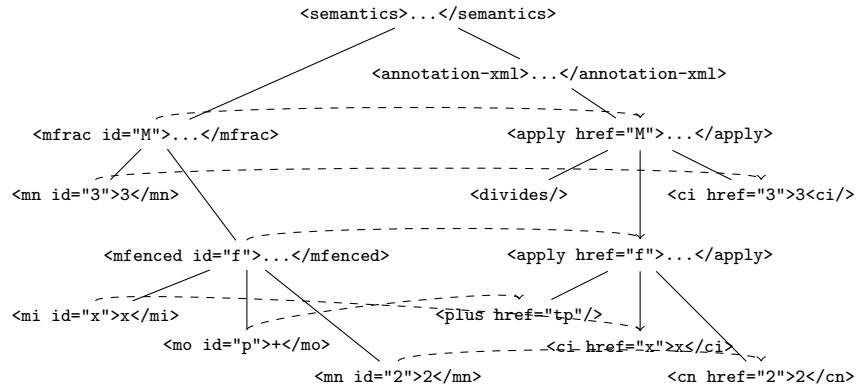 <semantics>...</semantics>
<annotation-xml>...</annotation-xml>
<mfrac id="M">...</mfrac> <apply href="M">...</apply>
<mn id="3">3</mn> <divides/> <ci href="3">3<ci/>
<mfenced id="f">...</mfenced> <apply href="f">...</apply>
<mi id="x">x</mi> <plus href="tp"/>
<mo id="p">+</mo> <ci href="x">x</ci>
<mn id="2">2</mn> <cn href="2">2</cn>